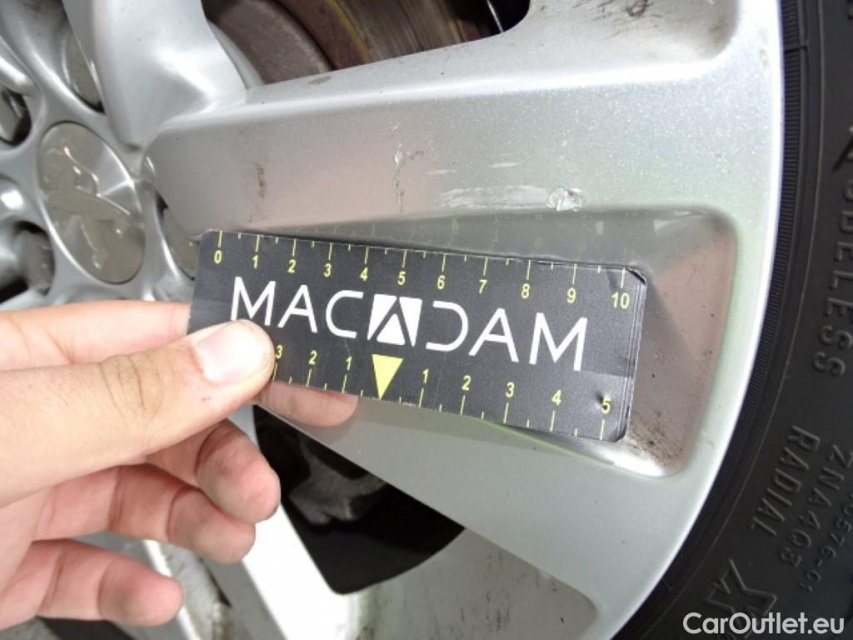 0 1 2 3 4 5 6 7 8 9 10
MACADAM
3 2 1 1 2 3 4 5
TUBELESS
RADIAL
CarOutlet.eu